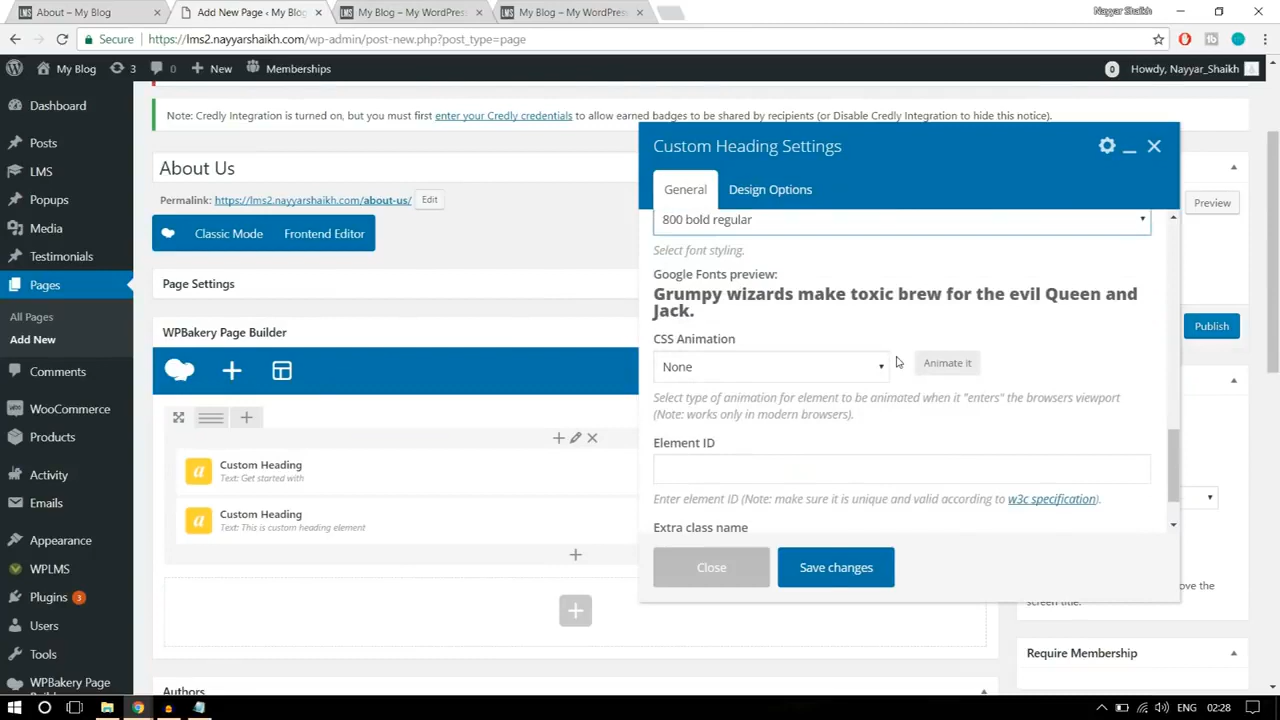 About – My Blog
Add New Page ‹ My Blog
My Blog – My WordPress
My Blog – My WordPress
Nayyar Shaikh
Secure
https://lms2.nayyarshaikh.com/wp-admin/post-new.php?post_type=page
My Blog
3
0
New
Memberships
0
Howdy, Nayyar_Shaikh
Dashboard
Posts
LMS
Popups
Media
Testimonials
Pages
All Pages
Add New
Comments
WooCommerce
Products
Activity
Emails
Appearance
WPLMS
Plugins 3
Users
Tools
WPBakery Page
Note: Credly Integration is turned on, but you must first enter your Credly credentials to allow earned badges to be shared by recipients (or Disable Credly Integration to hide this notice).
About Us
Permalink: https://lms2.nayyarshaikh.com/about-us/ Edit
Classic Mode
Frontend Editor
Page Settings
WPBakery Page Builder
Custom Heading
Text: Get started with
Custom Heading
Text: This is custom heading element
Authors
Custom Heading Settings
General
Design Options
800 bold regular
Select font styling.
Google Fonts preview:
Grumpy wizards make toxic brew for the evil Queen and
Jack.
CSS Animation
None
Animate it
Select type of animation for element to be animated when it "enters" the browsers viewport
(Note: works only in modern browsers).
Element ID
Enter element ID (Note: make sure it is unique and valid according to w3c specification).
Extra class name
Close
Save changes
Preview
Publish
ove the
screen title.
Require Membership
ENG
02:28